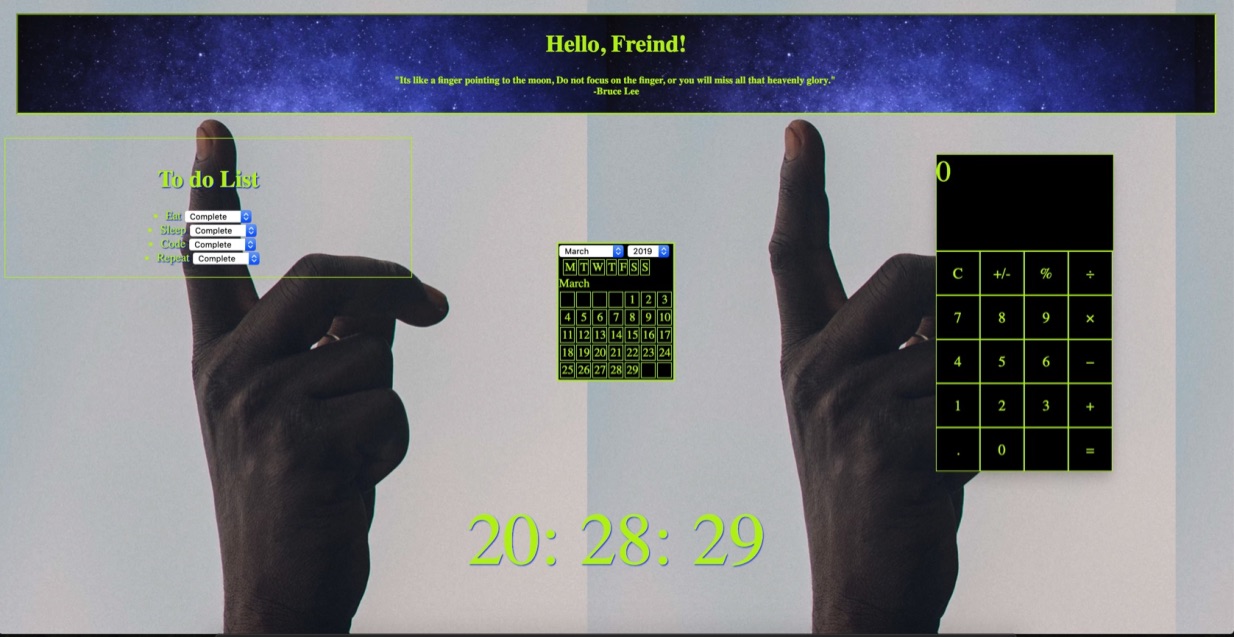 Hello, Freind!
"Its like a finger pointing to the moon, Do not focus on the finger, or you will miss all that heavenly glory."
-Bruce Lee
To do List
Eat Complete
Sleep Complete
Code Complete
Repeat Complete
March 2019
M T W T F S S
March
1 2 3
4 5 6 7 8 9 10
11 12 13 14 15 16 17
18 19 20 21 22 23 24
25 26 27 28 29
0
C +/- % ÷
7 8 9 ×
4 5 6 −
1 2 3 +
. 0 =
20: 28: 29